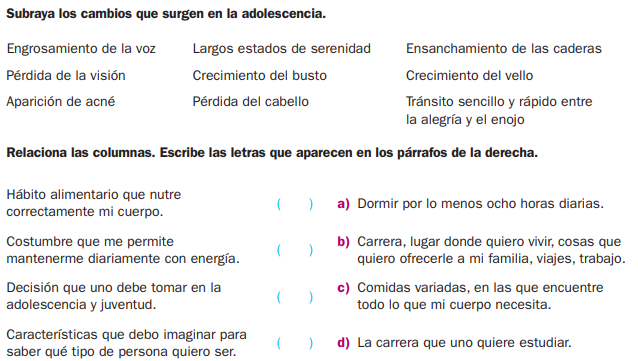 Subraya los cambios que surgen en la adolescencia.
Engrosamiento de la voz
Largos estados de serenidad
Ensanchamiento de las caderas
Pérdida de la visión
Crecimiento del busto
Crecimiento del vello
Aparición de acné
Pérdida del cabello
Tránsito sencillo y rápido entre
la alegría y el enojo
Relaciona las columnas. Escribe las letras que aparecen en los párrafos de la derecha.
Hábito alimentario que nutre
correctamente mi cuerpo.
( )
a) Dormir por lo menos ocho horas diarias.
Costumbre que me permite
mantenerme diariamente con energía.
( )
b) Carrera, lugar donde quiero vivir, cosas que
quiero ofrecerle a mi familia, viajes, trabajo.
Decisión que uno debe tomar en la
adolescencia y juventud.
( )
c) Comidas variadas, en las que encuentre
todo lo que mi cuerpo necesita.
Características que debo imaginar para
saber qué tipo de persona quiero ser.
( )
d) La carrera que uno quiere estudiar.